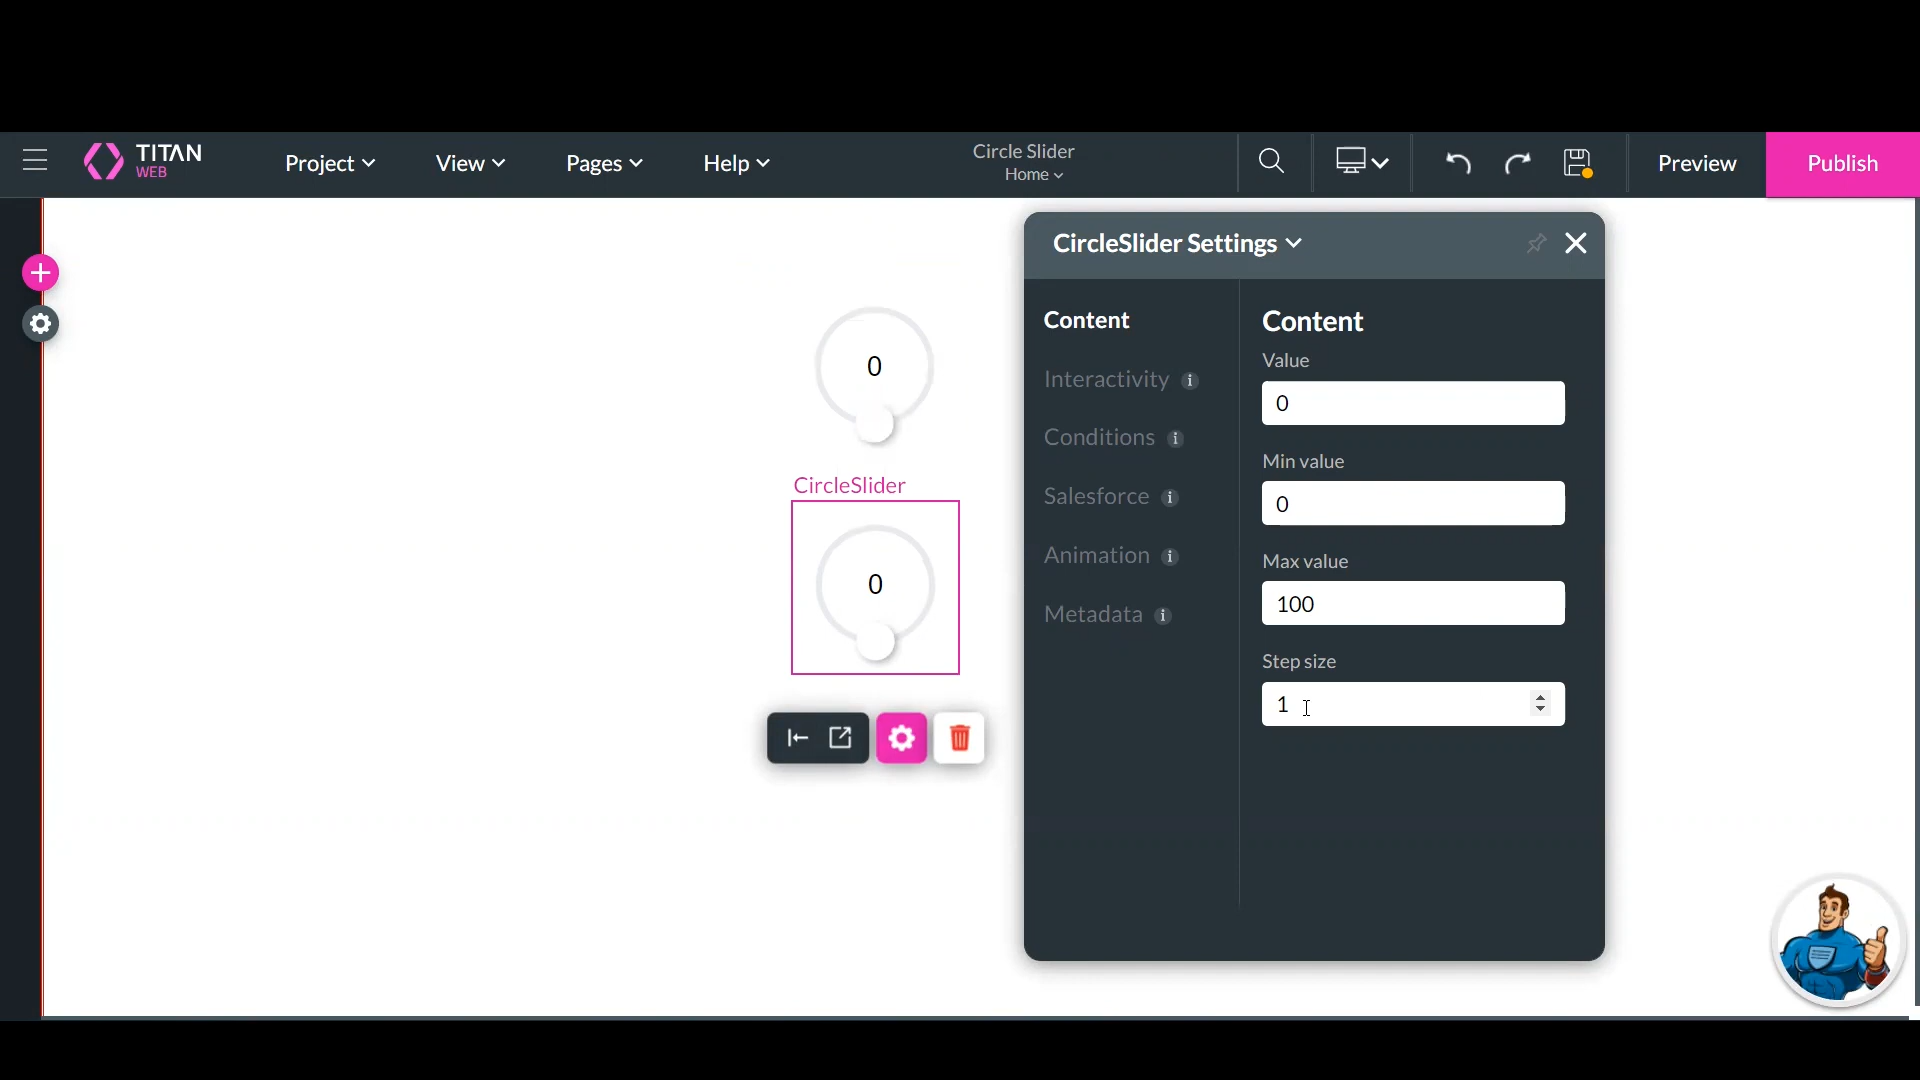 TITAN
WEB
Project
View
Pages
Help
Circle Slider
Home
Preview
Publish
0
CircleSlider
0
CircleSlider Settings
Content
Interactivity i
Conditions i
Salesforce i
Animation i
Metadata i
Content
Value
0
Min value
0
Max value
100
Step size
1